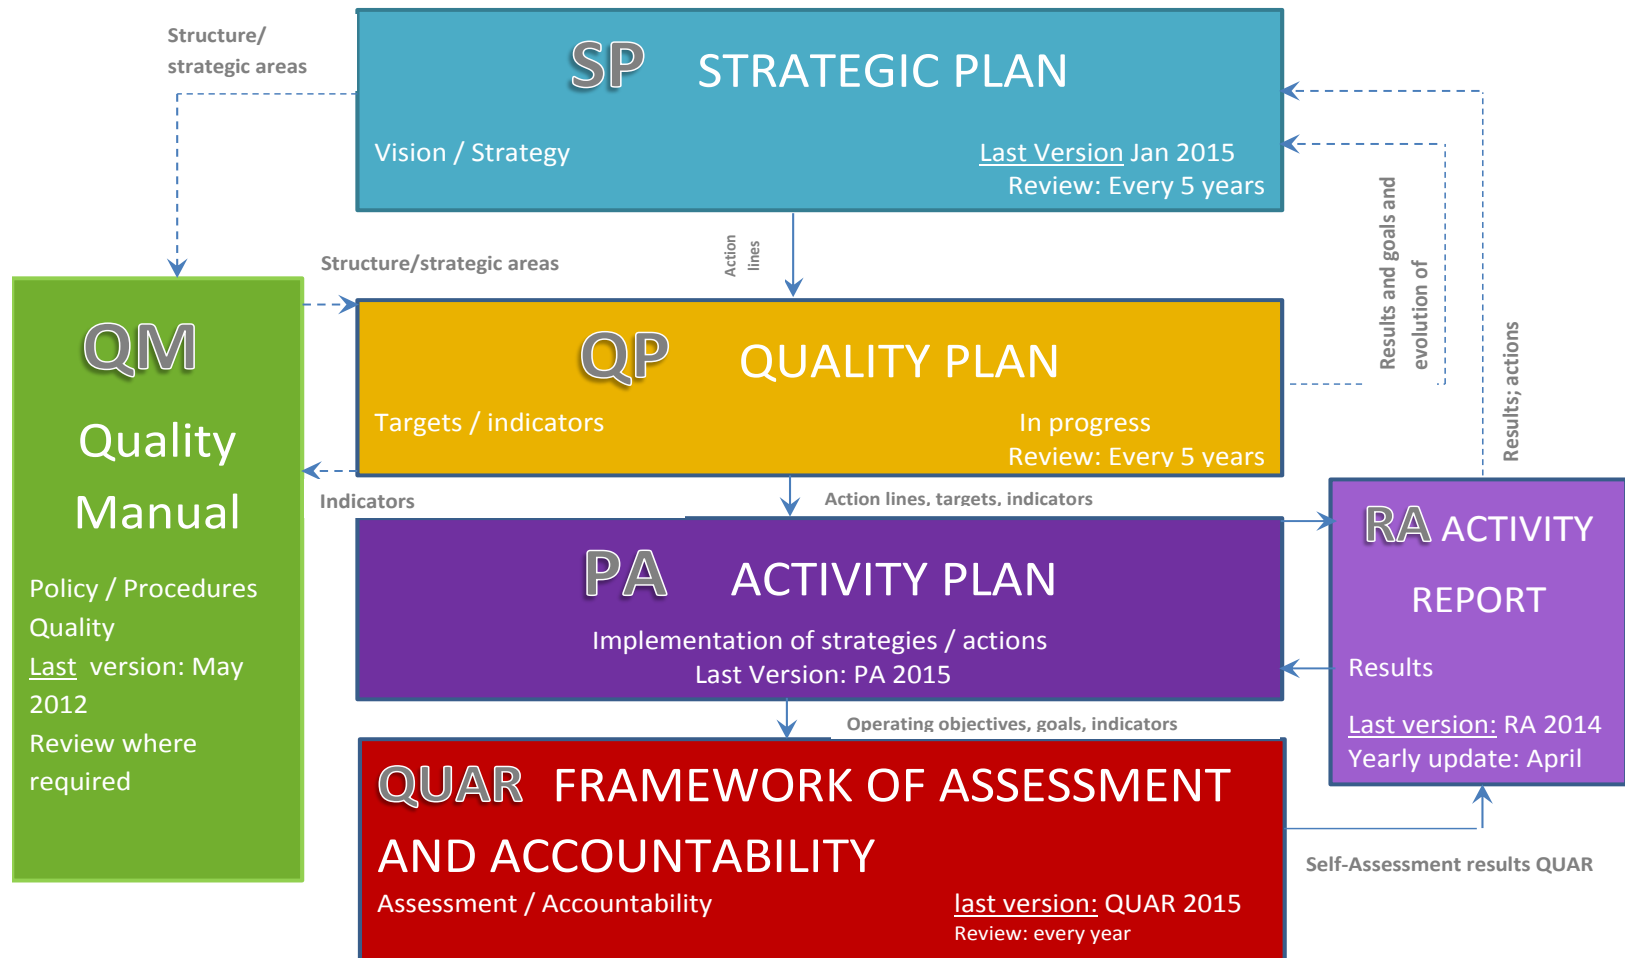 Structure/
strategic areas
SP STRATEGIC PLAN
Vision / Strategy
Last Version Jan 2015
Review: Every 5 years
Action
lines
Results and goals and
evolution of
Results; actions
Structure/strategic areas
QM
Quality
Manual
Policy / Procedures
Quality
Last version: May
2012
Review where
required
QP QUALITY PLAN
Targets / indicators
In progress
Review: Every 5 years
Indicators
Action lines, targets, indicators
PA ACTIVITY PLAN
Implementation of strategies / actions
Last Version: PA 2015
RA ACTIVITY
REPORT
Results
Last version: RA 2014
Yearly update: April
Operating objectives, goals, indicators
QUAR FRAMEWORK OF ASSESSMENT
AND ACCOUNTABILITY
Assessment / Accountability
last version: QUAR 2015
Review: every year
Self-Assessment results QUAR